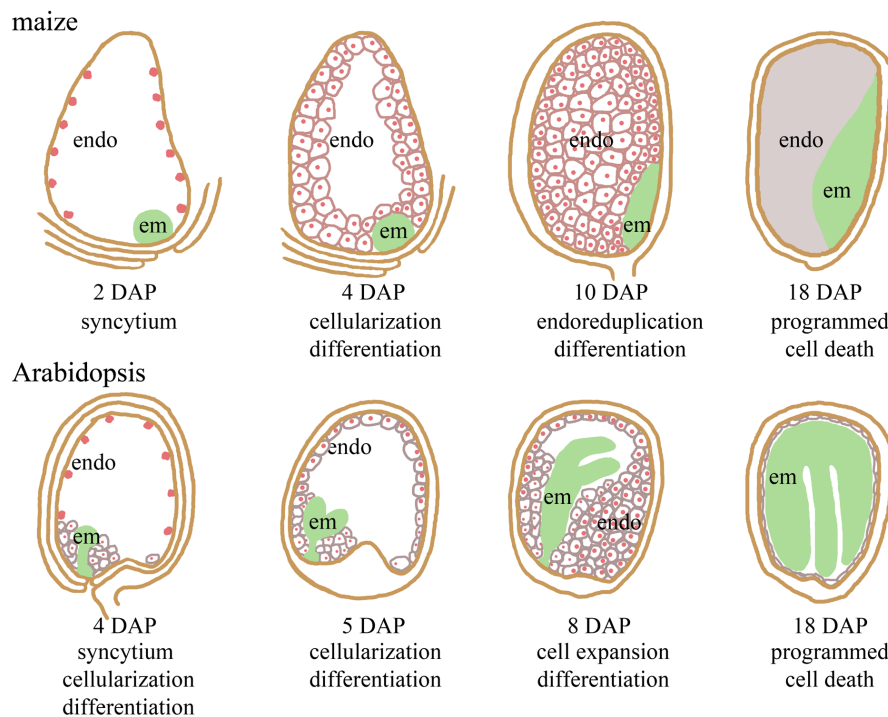 maize
endo
em
endo
em
endo
em
endo
em
2 DAP
syncytium
4 DAP
cellularization
differentiation
10 DAP
endoreduplication
differentiation
18 DAP
programmed
cell death
Arabidopsis
endo
em
endo
em
em
endo
em
4 DAP
syncytium
cellularization
differentiation
5 DAP
cellularization
differentiation
8 DAP
cell expansion
differentiation
18 DAP
programmed
cell death